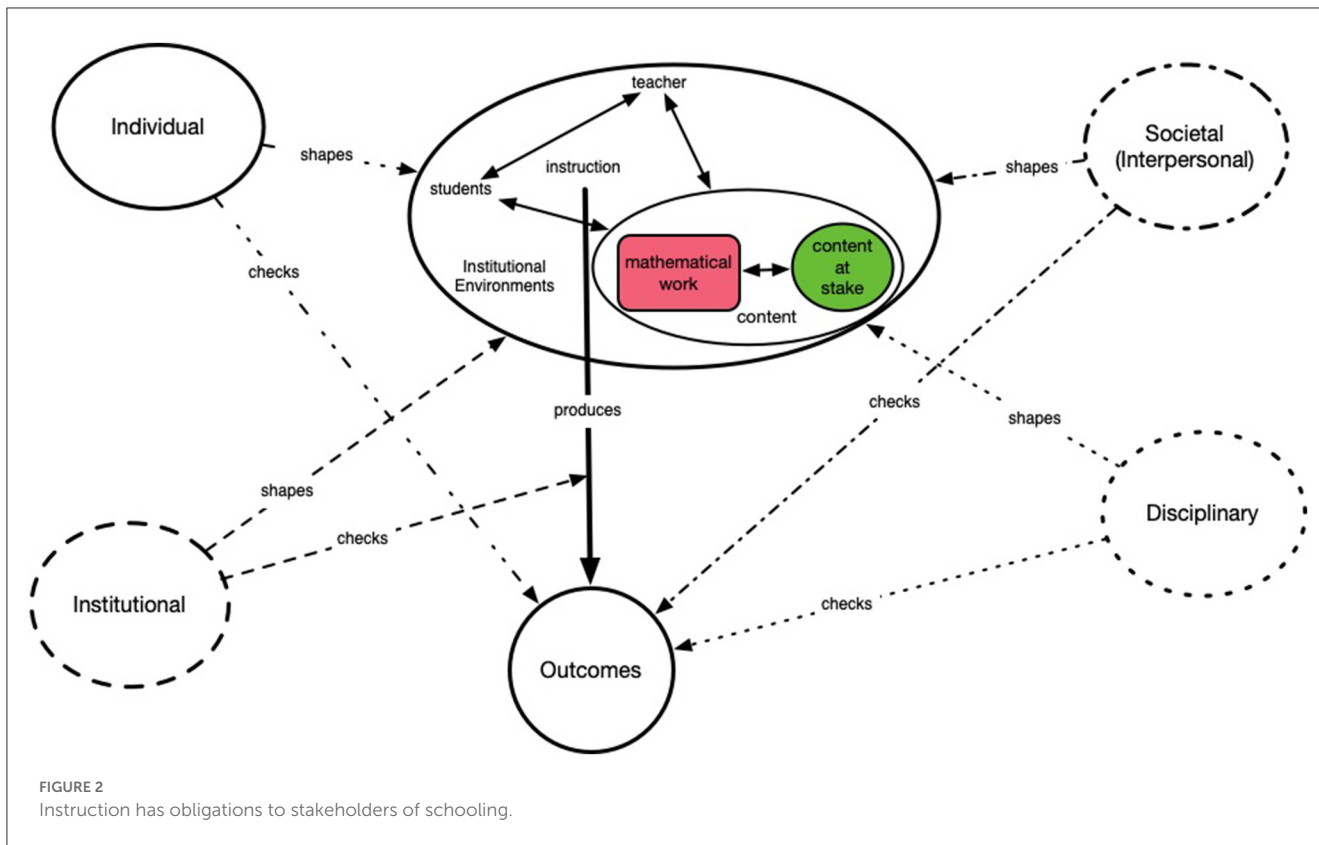 teacher
Individual
Societal
(Interpersonal)
shapes
instruction
shapes
students
mathematical
work
content
at
stake
checks
Institutional
Environments
content
produces
checks
shapes
shapes
Disciplinary
checks
Institutional
checks
Outcomes
FIGURE 2
Instruction has obligations to stakeholders of schooling.